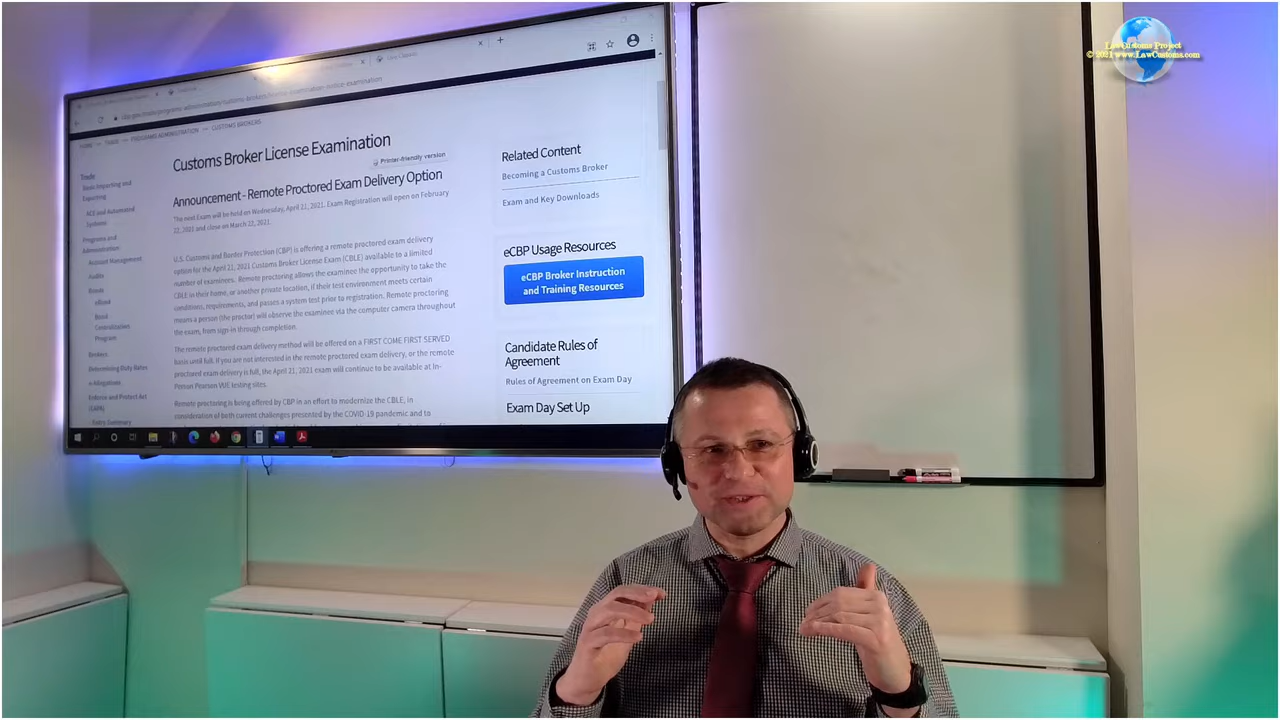 LawCustoms Project
© 2021 www.LawCustoms.com
TRADE
PROGRAMS ADMINISTRATION
CUSTOMS BROKERS
Customs Broker License Examination
Printer-friendly version
Announcement - Remote Proctored Exam Delivery Option
The next Exam will be held on Wednesday, April 21, 2021. Exam Registration will open on February
22, 2021 and close on March 22, 2021.
U.S. Customs and Border Protection (CBP) is offering a remote proctored exam delivery
option for the April 21, 2021 Customs Broker License Exam (CBLE) available to a limited
number of examinees. Remote proctoring allows the examinee the opportunity to take the
CBLE in their home, or another private location, if their test environment meets certain
conditions, requirements, and passes a system test prior to registration. Remote proctoring
means a person (the proctor) will observe the examinee via the computer camera throughout
the exam, from sign-in through completion.
The remote proctored exam delivery method will be offered on a FIRST COME FIRST SERVED
basis until full. If you are not interested in the remote proctored exam delivery, or the remote
proctored exam delivery is full, the April 21, 2021 exam will continue to be available at in-
Person Pearson VUE testing sites.
Remote proctoring is being offered by CBP in an effort to modernize the CBLE, in
consideration of both current challenges presented by the COVID-19 pandemic and to
Trade
Basic Importing and
Exporting
ACE and Automated
Systems
Programs and
Administration
Account Management
Audits
Bonds
eBond
Bond
Centralization
Program
Brokers
Determining Duty Rates
e-Allegations
Enforce and Protect Act
(EAPA)
Entry Summary
Related Content
Becoming a Customs Broker
Exam and Key Downloads
eCBP Usage Resources
eCBP Broker Instruction
and Training Resources
Candidate Rules of
Agreement
Rules of Agreement on Exam Day
Exam Day Set Up